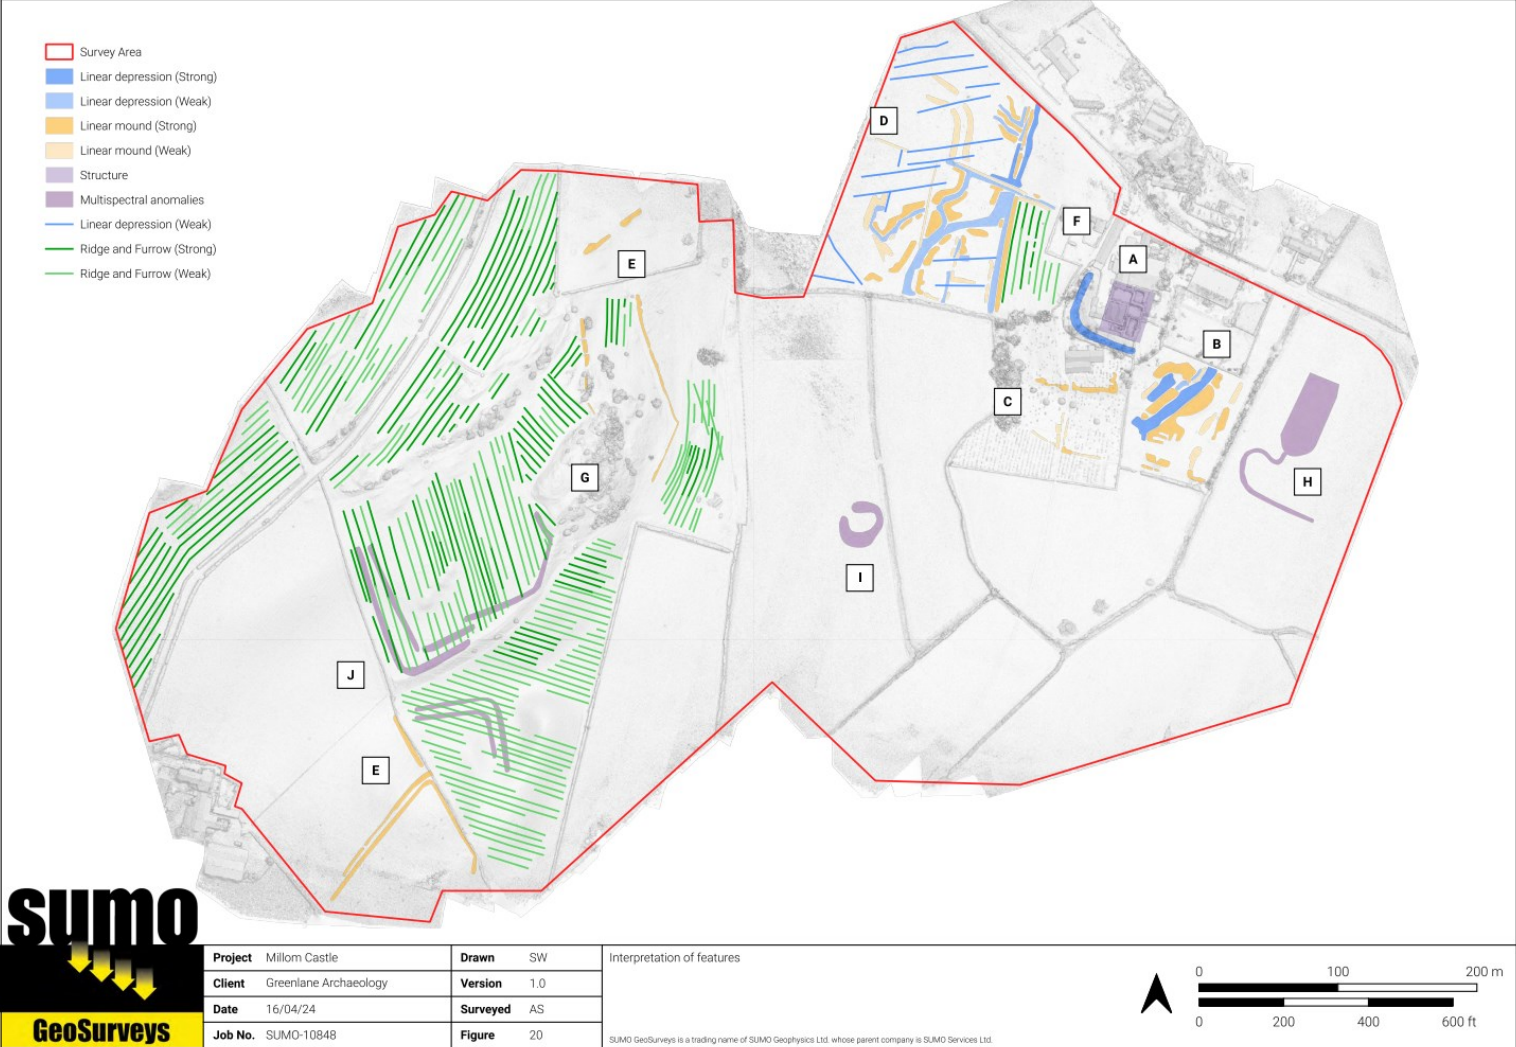 Survey Area
Linear depression (Strong)
Linear depression (Weak)
Linear mound (Strong)
Linear mound (Weak)
Structure
Multispectral anomalies
Linear depression (Weak)
Ridge and Furrow (Strong)
Ridge and Furrow (Weak)
D
F
A
E
B
C
G
H
I
J
E
sumo
GeoSurveys
Project Millom Castle
Client Greenlane Archaeology
Date 16/04/24
Job No. SUMO-10848
Drawn SW
Version 1.0
Surveyed AS
Figure 20
Interpretation of features
SUMO GeoSurveys is a trading name of SUMO Geophysics Ltd. whose parent company is SUMO Services Ltd.
0 100 200 m
0 200 400 600 ft